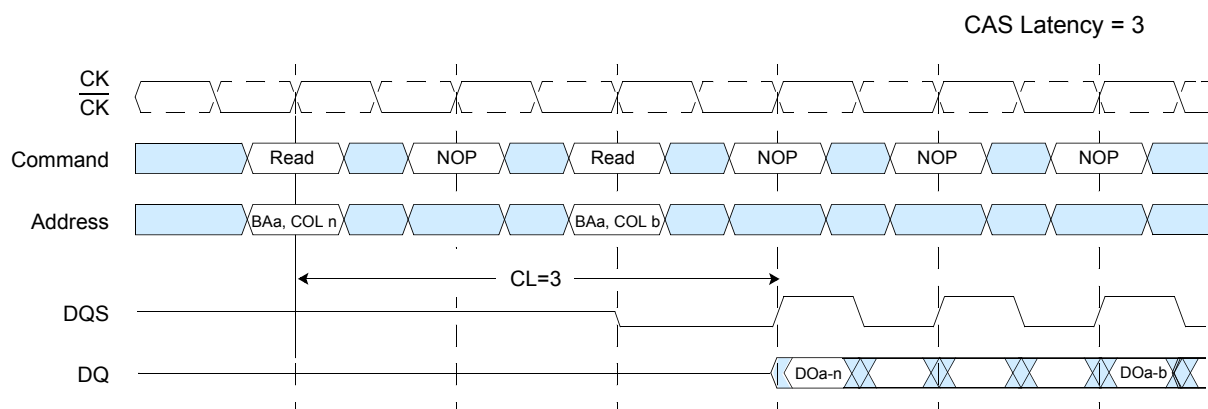 CAS Latency = 3
CK
CK
Command Read NOP Read NOP NOP NOP
Address BAa, COL n BAa, COL b
CL=3
DQS
DQ DOa-n DOa-b